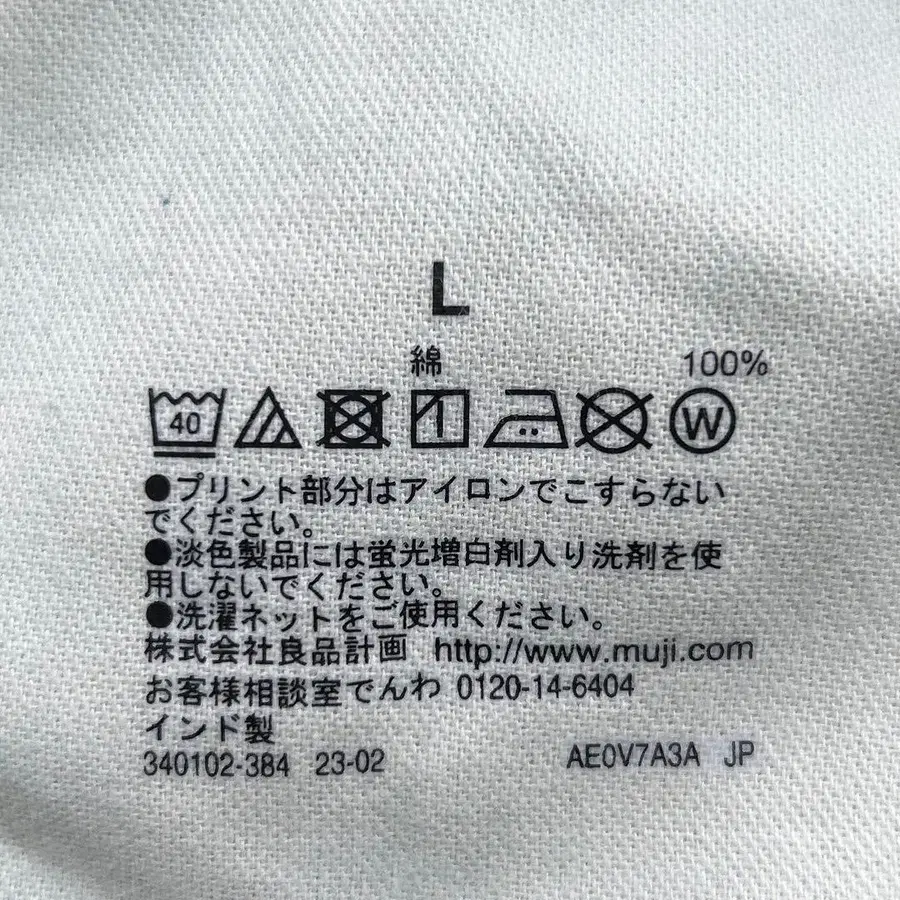 L
綿 100%
40 W
●プリント部分はアイロンでこすらない
でください。
●淡色製品には蛍光増白剤入り洗剤を使
用しないでください。
●洗濯ネットをご使用ください。
株式会社良品計画 http://www.muji.com
お客様相談室でんわ 0120-14-6404
インド製
340102-384 23-02 AE0V7A3A JP